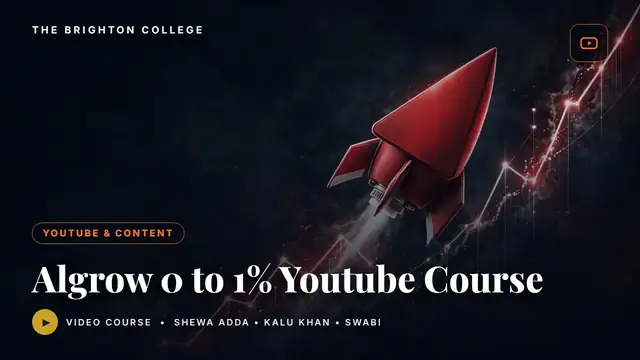 THE BRIGHTON COLLEGE
YOUTUBE & CONTENT
Algrow 0 to 1% Youtube Course
VIDEO COURSE • SHEWA ADDA • KALU KHAN • SWABI